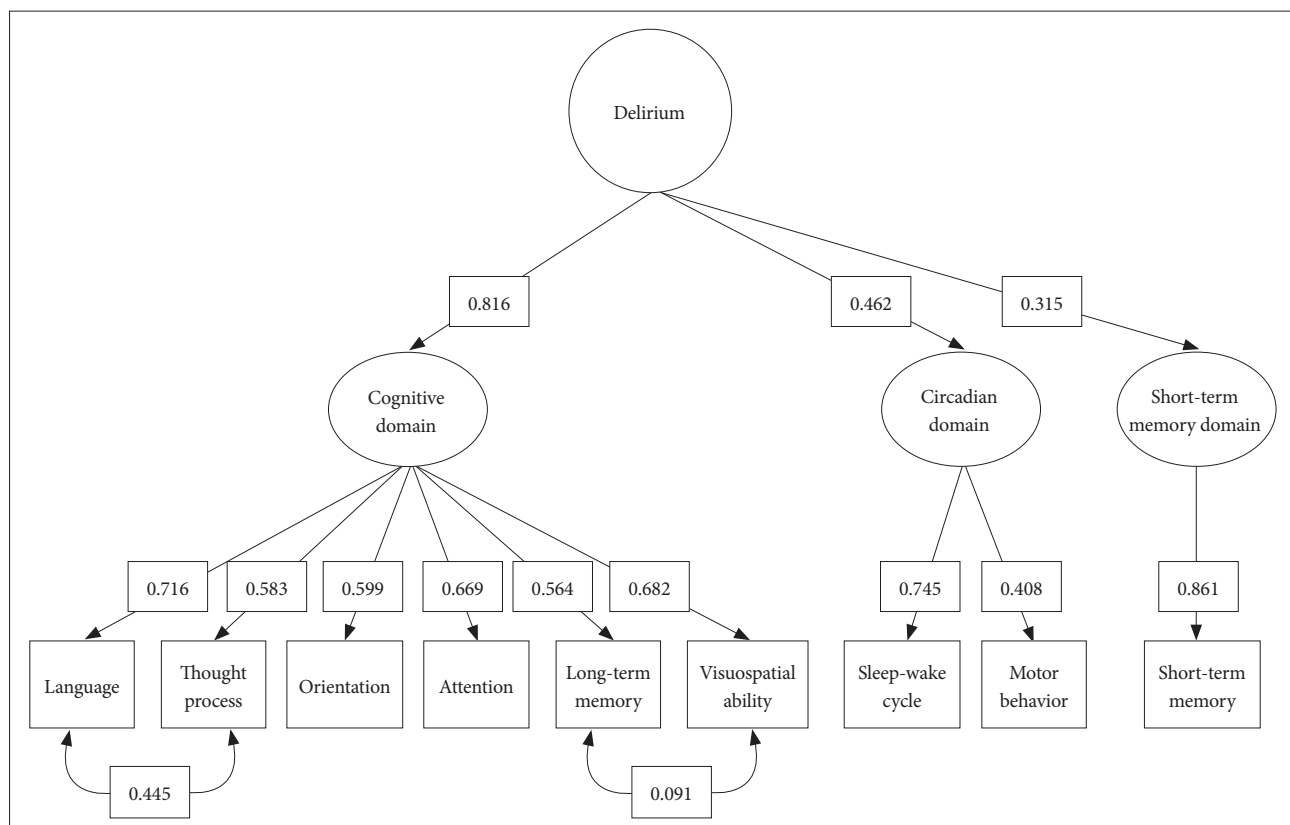 Delirium
0.816
0.462
0.315
Cognitive
domain
Circadian
domain
Short-term
memory domain
0.716
0.583
0.599
0.669
0.564
0.682
0.745
0.408
0.861
Language
Thought
process
Orientation
Attention
Long-term
memory
Visuospatial
ability
Sleep-wake
cycle
Motor
behavior
Short-term
memory
0.445
0.091